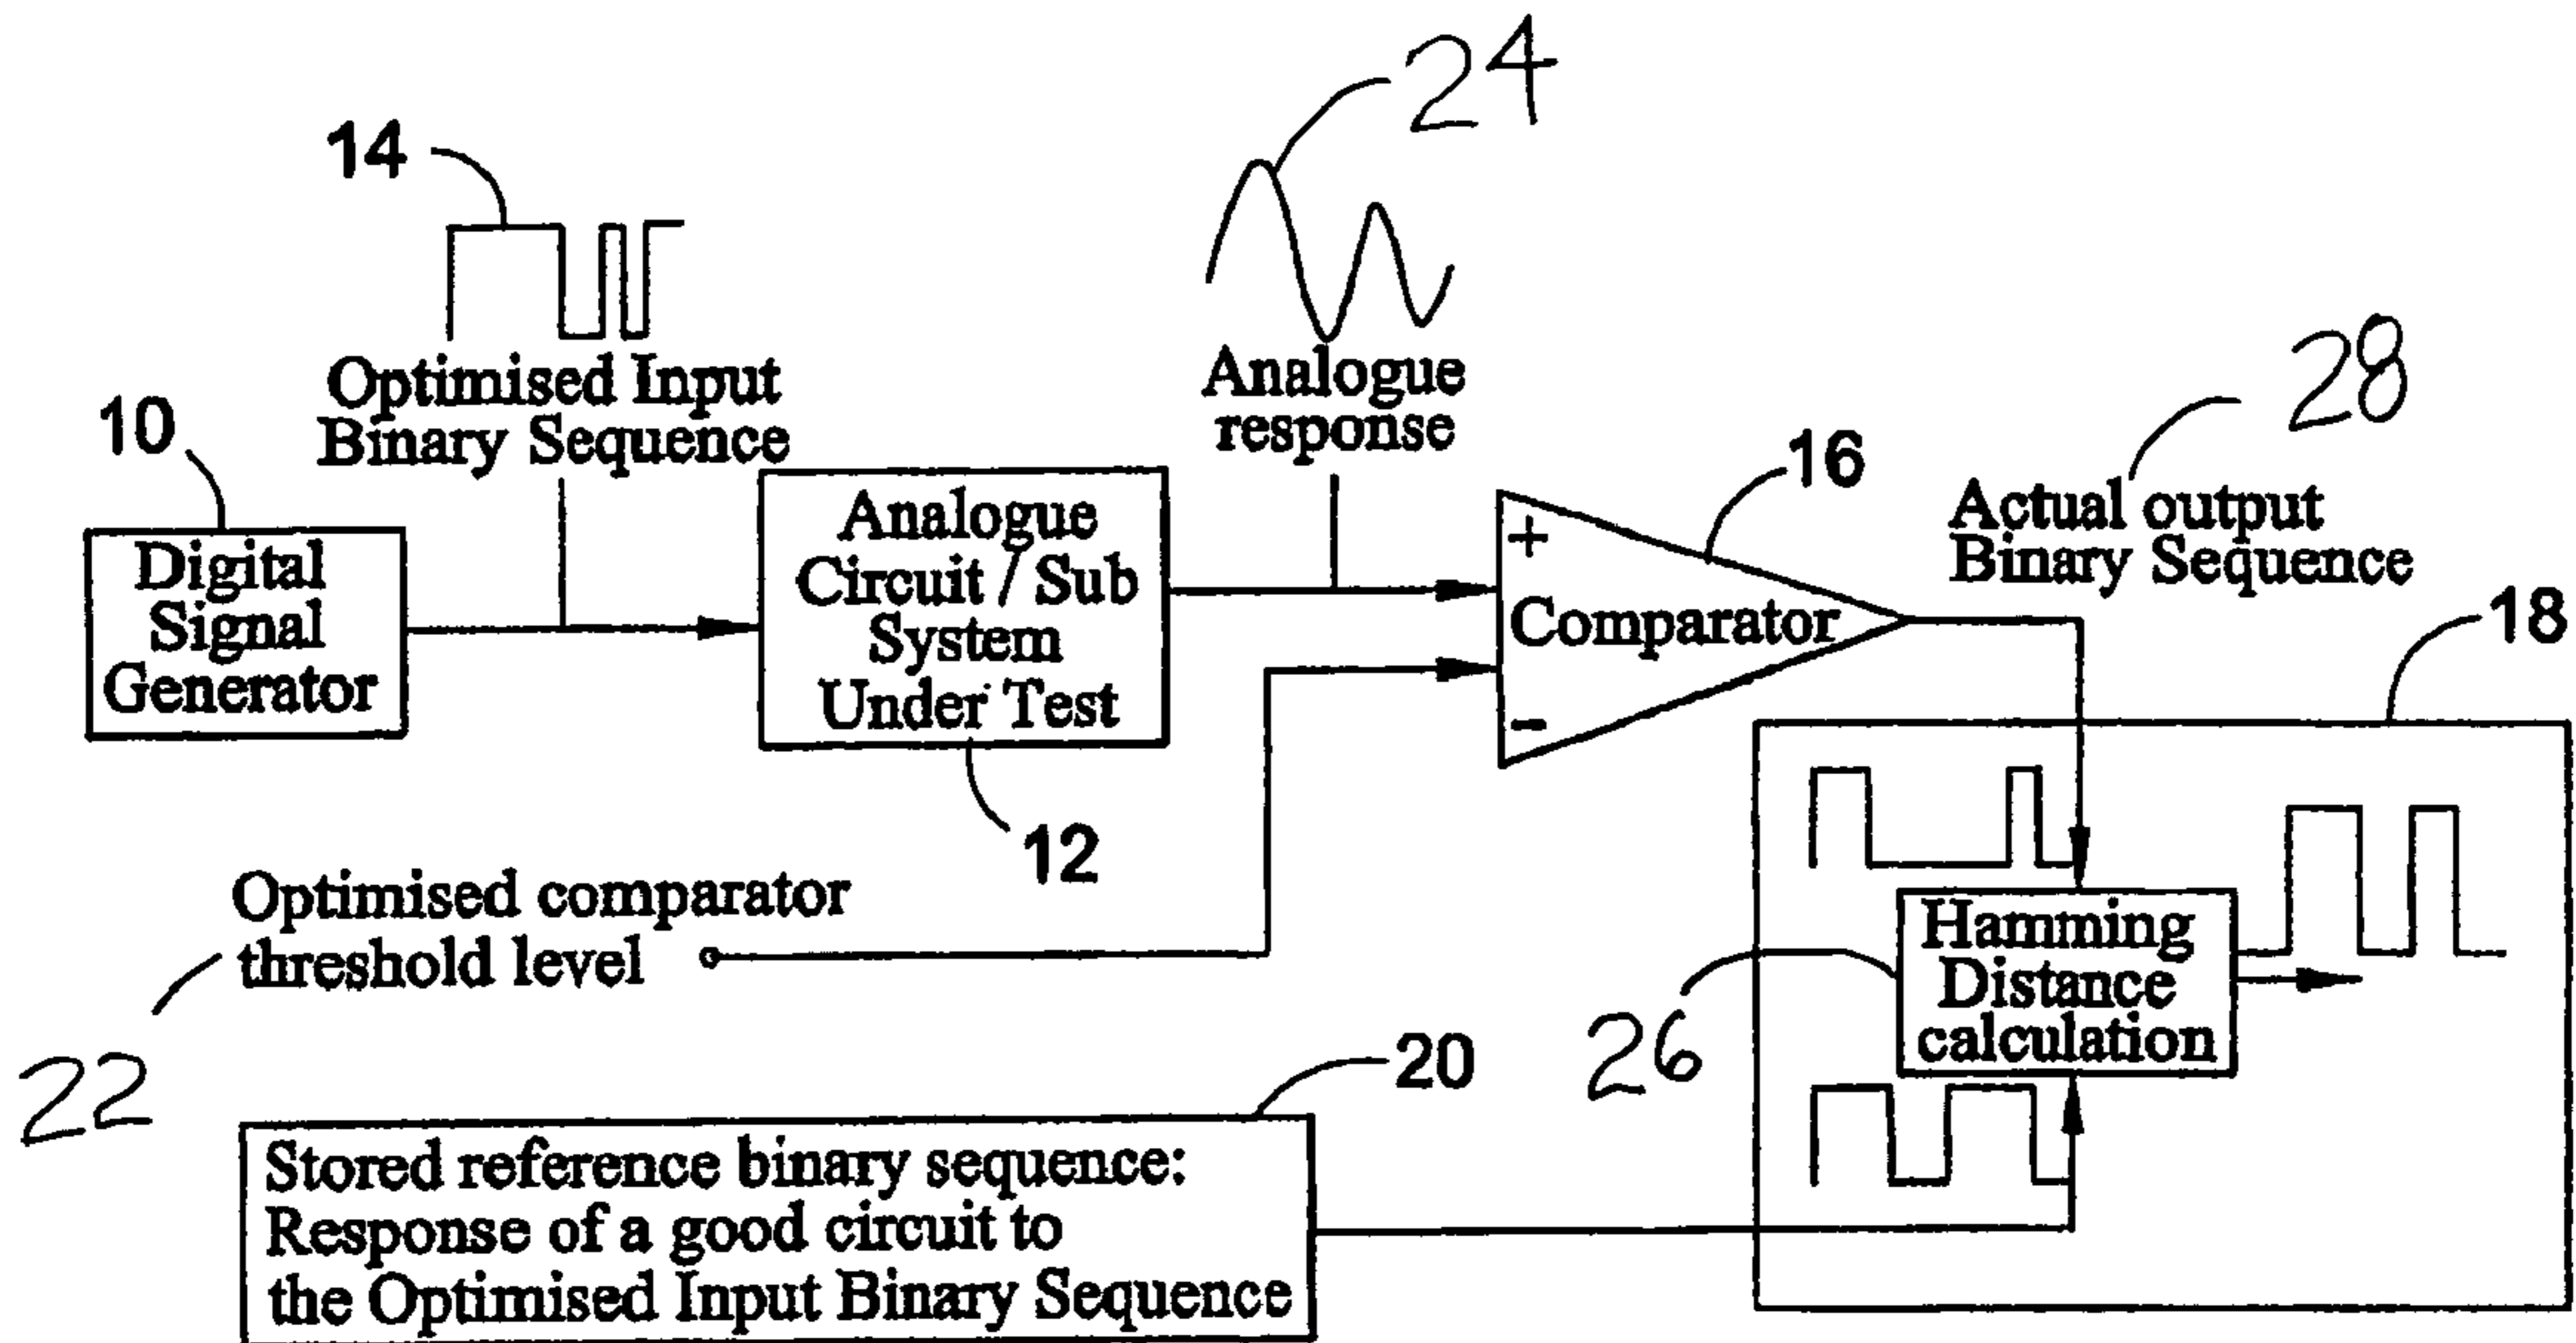 24
14
28
Optimised Input
Binary Sequence
Analogue
response
10
16
Actual output
Binary Sequence
Digital
Signal
Generator
Analogue
Circuit / Sub
System
Under Test
+
Comparator
-
18
12
Optimised comparator
threshold level
22
Hamming
Distance
calculation
26
20
Stored reference binary sequence:
Response of a good circuit to
the Optimised Input Binary Sequence